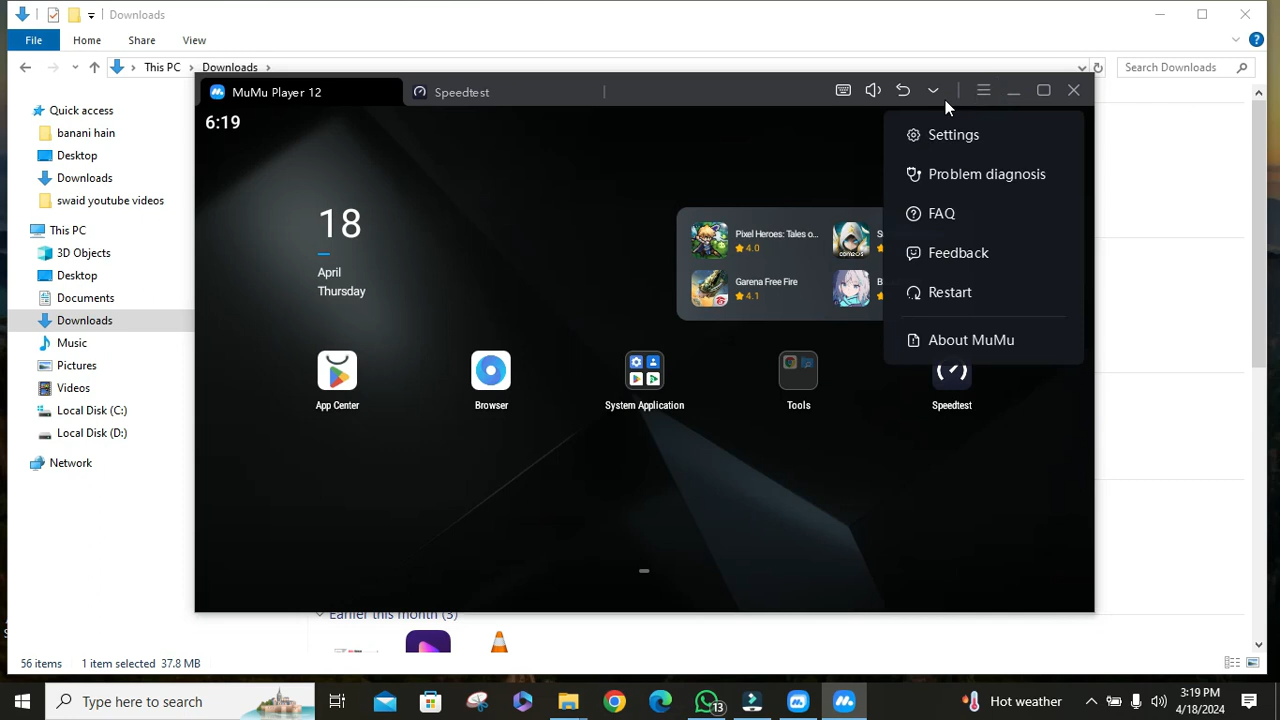 Downloads
File
Home
Share
View
This PC
Downloads
Search Downloads
MuMu Player 12
Speedtest
6:19
Quick access
banani hain
Desktop
Downloads
swaid youtube videos
This PC
3D Objects
Desktop
Documents
Downloads
Music
Pictures
Videos
Local Disk (C:)
Local Disk (D:)
Network
18
April
Thursday
Pixel Heroes: Tales o...
4.0
Garena Free Fire
4.1
S
B
COM2US
Settings
Problem diagnosis
FAQ
Feedback
Restart
About MuMu
App Center
Browser
System Application
Tools
Speedtest
Earlier this month (3)
56 items
1 item selected 37.8 MB
Type here to search
13
Hot weather
3:19 PM
4/18/2024